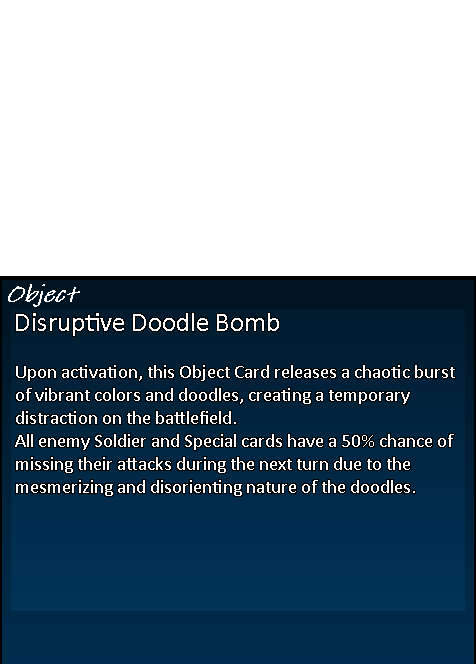 Object
Disruptive Doodle Bomb
Upon activation, this Object Card releases a chaotic burst
of vibrant colors and doodles, creating a temporary
distraction on the battlefield.
All enemy Soldier and Special cards have a 50% chance of
missing their attacks during the next turn due to the
mesmerizing and disorienting nature of the doodles.